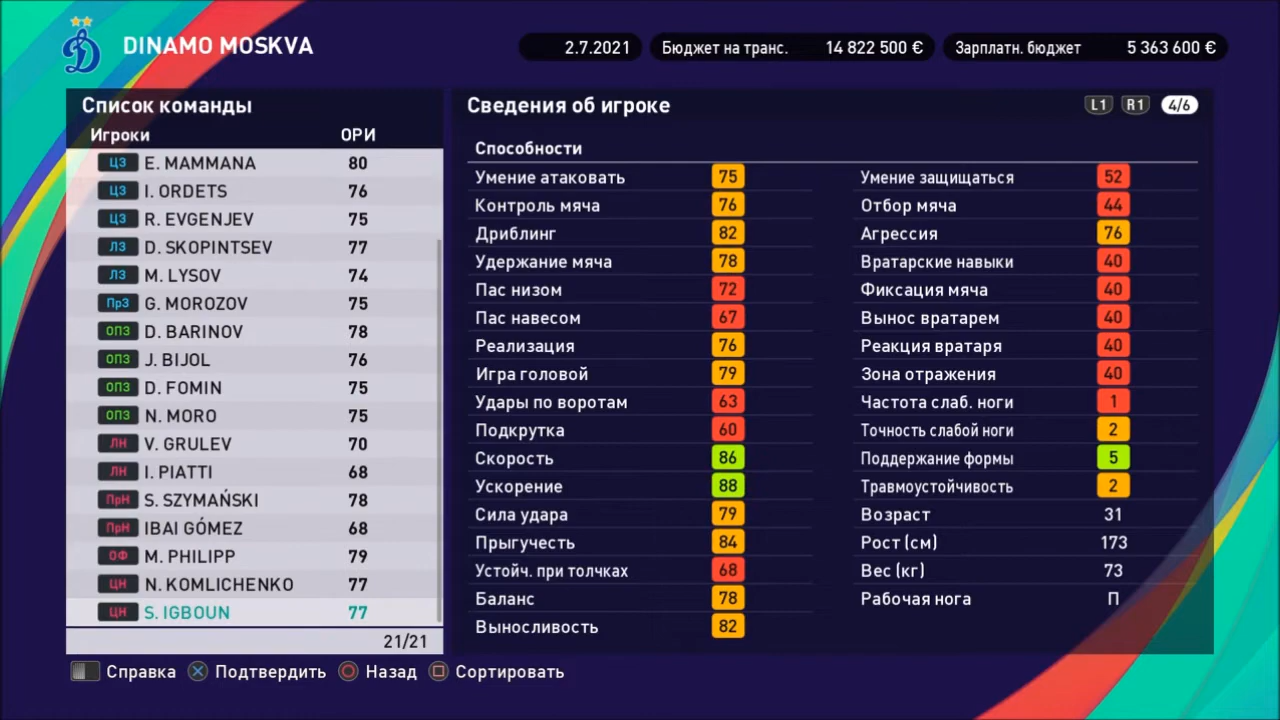 DINAMO MOSKVA
2.7.2021 Бюджет на транс. 14 822 500 € Зарплатн. бюджет 5 363 600 €
Список команды
Игроки ОРИ
ЦЗ E. MAMMANA 80
ЦЗ I. ORDETS 76
ЦЗ R. EVGENJEV 75
ЛЗ D. SKOPINTSEV 77
ЛЗ M. LYSOV 74
ПрЗ G. MOROZOV 75
ОПЗ D. BARINOV 78
ОПЗ J. BIJOL 76
ОПЗ D. FOMIN 75
ОПЗ N. MORO 75
ЛН V. GRULEV 70
ЛН I. PIATTI 68
ПрН S. SZYMAŃSKI 78
ПрН IBAI GÓMEZ 68
ОФ M. PHILIPP 79
ЦН N. KOMLICHENKO 77
ЦН S. IGBOUN 77
21/21
Сведения об игроке L1 R1 4/6
Способности
Умение атаковать 75 Умение защищаться 52
Контроль мяча 76 Отбор мяча 44
Дриблинг 82 Агрессия 76
Удержание мяча 78 Вратарские навыки 40
Пас низом 72 Фиксация мяча 40
Пас навесом 67 Вынос вратарем 40
Реализация 76 Реакция вратаря 40
Игра головой 79 Зона отражения 40
Удары по воротам 63 Частота слаб. ноги 1
Подкрутка 60 Точность слабой ноги 2
Скорость 86 Поддержание формы 5
Ускорение 88 Травмоустойчивость 2
Сила удара 79 Возраст 31
Прыгучесть 84 Рост (см) 173
Устойч. при толчках 68 Вес (кг) 73
Баланс 78 Рабочая нога П
Выносливость 82
Справка Подтвердить Назад Сортировать